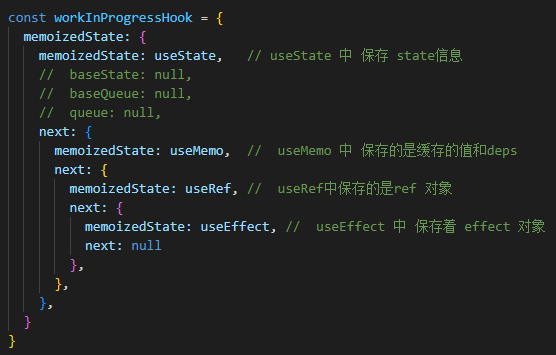 const workInProgressHook = {
  memoizedState: {
    memoizedState: useState,   // useState 中 保存 state信息
    //  baseState: null,
    //  baseQueue: null,
    //  queue: null,
    next: {
      memoizedState: useMemo,  //  useMemo 中 保存的是缓存的值和deps
      next: {
        memoizedState: useRef, //  useRef中保存的是ref 对象
        next: {
          memoizedState: useEffect, //  useEffect 中 保存着 effect 对象
          next: null
        },
      },
    },
  }
}